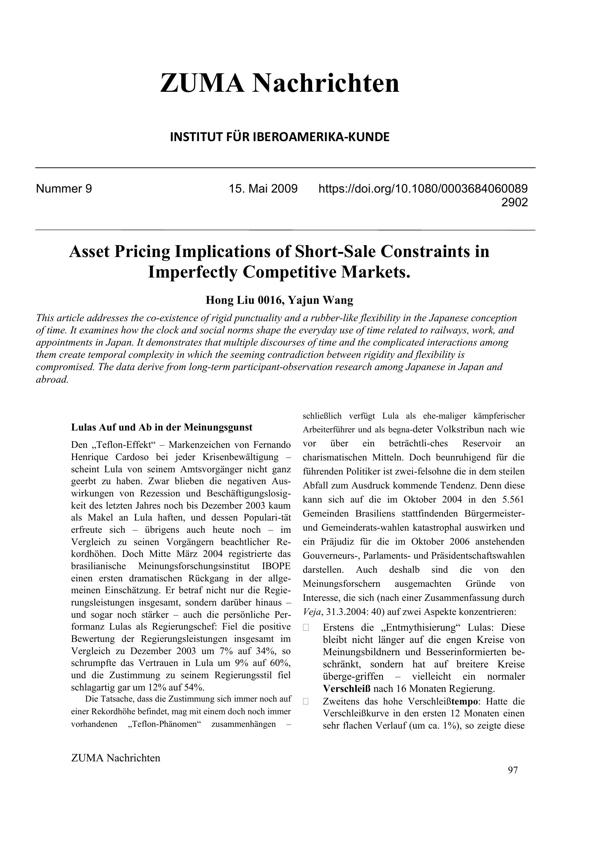 ZUMA Nachrichten
INSTITUT FÜR IBEROAMERIKA-KUNDE
Nummer 9 15. Mai 2009 https://doi.org/10.1080/0003684060089
2902
Asset Pricing Implications of Short-Sale Constraints in
Imperfectly Competitive Markets.
Hong Liu 0016, Yajun Wang
This article addresses the co-existence of rigid punctuality and a rubber-like flexibility in the Japanese conception
of time. It examines how the clock and social norms shape the everyday use of time related to railways, work, and
appointments in Japan. It demonstrates that multiple discourses of time and the complicated interactions among
them create temporal complexity in which the seeming contradiction between rigidity and flexibility is
compromised. The data derive from long-term participant-observation research among Japanese in Japan and
abroad.
Lulas Auf und Ab in der Meinungsgunst
Den „Teflon-Effekt“ – Markenzeichen von Fernando
Henrique Cardoso bei jeder Krisenbewältigung –
scheint Lula von seinem Amtsvorgänger nicht ganz
geerbt zu haben. Zwar blieben die negativen Aus-
wirkungen von Rezession und Beschäftigungslosig-
keit des letzten Jahres noch bis Dezember 2003 kaum
als Makel an Lula haften, und dessen Populari-tät
erfreute sich – übrigens auch heute noch – im
Vergleich zu seinen Vorgängern beachtlicher Re-
kordhöhen. Doch Mitte März 2004 registrierte das
brasilianische Meinungsforschungsinstitut IBOPE
einen ersten dramatischen Rückgang in der allge-
meinen Einschätzung. Er betraf nicht nur die Regie-
rungsleistungen insgesamt, sondern darüber hinaus –
und sogar noch stärker – auch die persönliche Per-
formanz Lulas als Regierungschef: Fiel die positive
Bewertung der Regierungsleistungen insgesamt im
Vergleich zu Dezember 2003 um 7% auf 34%, so
schrumpfte das Vertrauen in Lula um 9% auf 60%,
und die Zustimmung zu seinem Regierungsstil fiel
schlagartig gar um 12% auf 54%.
Die Tatsache, dass die Zustimmung sich immer noch auf
einer Rekordhöhe befindet, mag mit einem doch noch immer
vorhandenen „Teflon-Phänomen“ zusammenhängen –
schließlich verfügt Lula als ehe-maliger kämpferischer
Arbeiterführer und als begna-deter Volkstribun nach wie
vor über ein beträchtli-ches Reservoir an
charismatischen Mitteln. Doch beunruhigend für die
führenden Politiker ist zwei-felsohne die in dem steilen
Abfall zum Ausdruck kommende Tendenz. Denn diese
kann sich auf die im Oktober 2004 in den 5.561
Gemeinden Brasiliens stattfindenden Bürgermeister-
und Gemeinderats-wahlen katastrophal auswirken und
ein Präjudiz für die im Oktober 2006 anstehenden
Gouverneurs-, Parlaments- und Präsidentschaftswahlen
darstellen. Auch deshalb sind die von den
Meinungsforschern ausgemachten Gründe von
Interesse, die sich (nach einer Zusammenfassung durch
Veja, 31.3.2004: 40) auf zwei Aspekte konzentrieren:
Erstens die „Entmythisierung“ Lulas: Diese
bleibt nicht länger auf die engen Kreise von
Meinungsbildnern und Besserinformierten be-
schränkt, sondern hat auf breitere Kreise
überge-griffen – vielleicht ein normaler
Verschleiß nach 16 Monaten Regierung.
Zweitens das hohe Verschleißtempo: Hatte die
Verschleißkurve in den ersten 12 Monaten einen
sehr flachen Verlauf (um ca. 1%), so zeigte diese
ZUMA Nachrichten
97